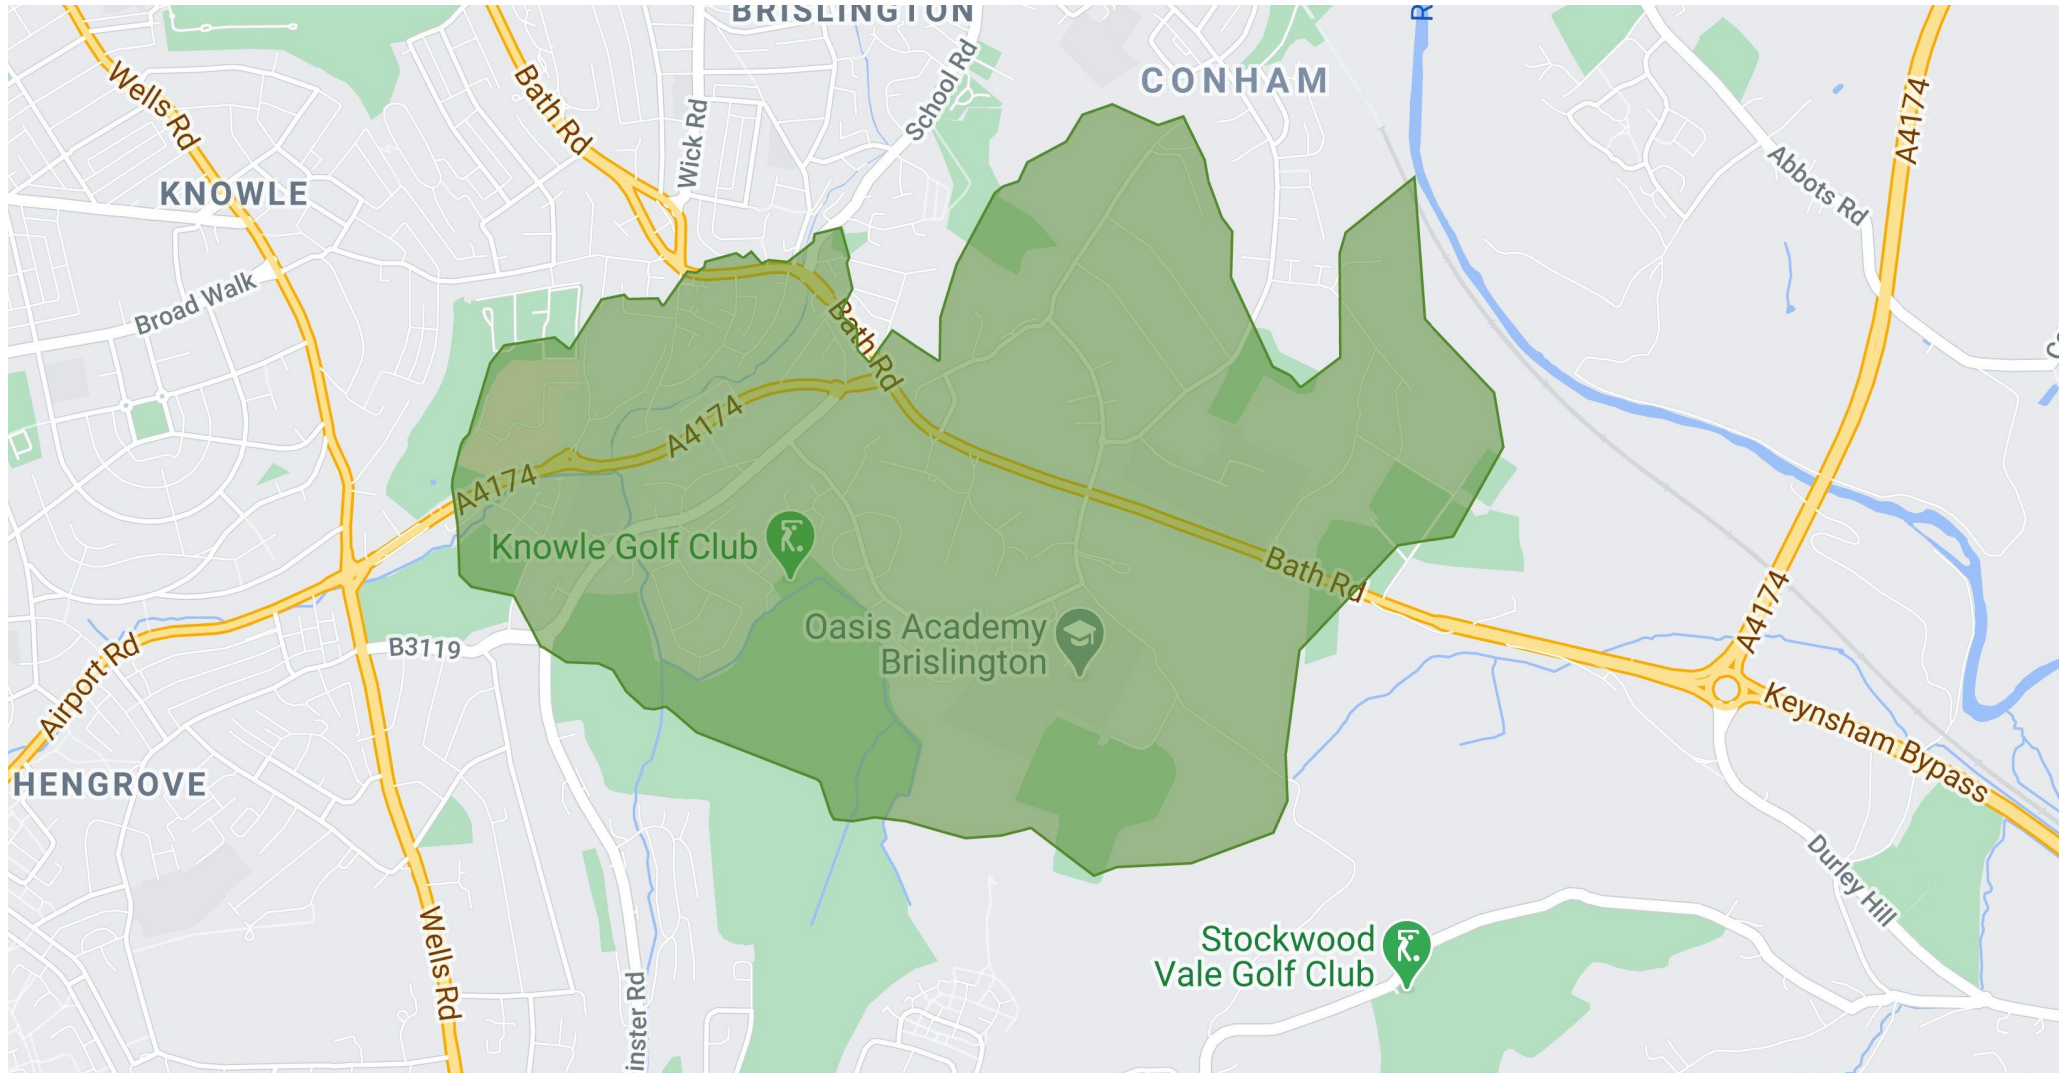 BRISLINGTON
R
CONHAM
Wells Rd
Bath Rd
School Rd
Wick Rd
A4174
Abbots Rd
KNOWLE
Broad Walk
Bath Rd
A4174
A4174
Knowle Golf Club
Bath Rd
A4174
Oasis Academy
Brislington
B3119
Airport Rd
Keynsham Bypass
HENGROVE
Durley Hill
Wells Rd
Stockwood
Vale Golf Club
inster Rd